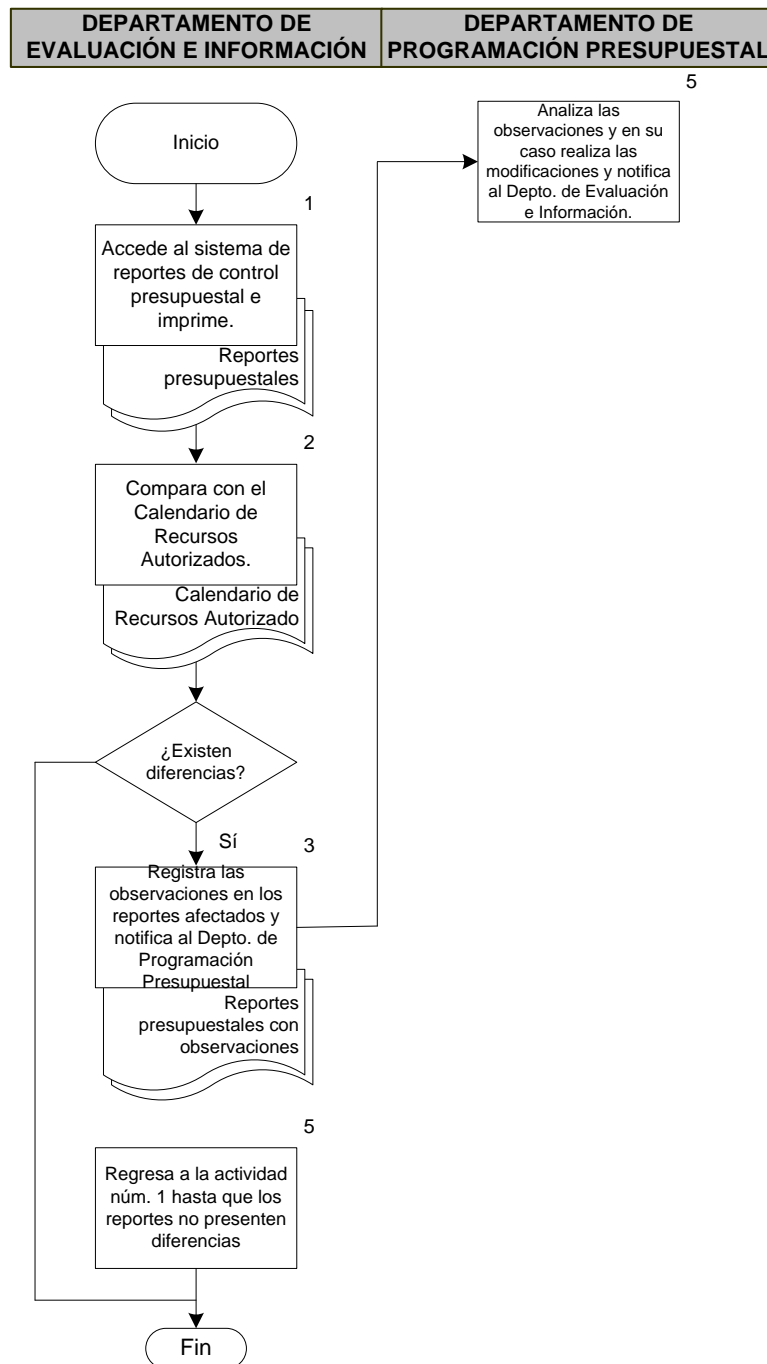 DEPARTAMENTO DE
EVALUACIÓN E INFORMACIÓN
DEPARTAMENTO DE
PROGRAMACIÓN PRESUPUESTAL
Inicio
1
Accede al sistema de
reportes de control
presupuestal e
imprime.
Reportes
presupuestales
2
Compara con el
Calendario de
Recursos
Autorizados.
Calendario de
Recursos Autorizado
¿Existen
diferencias?
Sí
3
Registra las
observaciones en los
reportes afectados y
notifica al Depto. de
Programación
Presupuestal
Reportes
presupuestales con
observaciones
5
Analiza las
observaciones y en su
caso realiza las
modificaciones y notifica
al Depto. de Evaluación
e Información.
5
Regresa a la actividad
núm. 1 hasta que los
reportes no presenten
diferencias
Fin